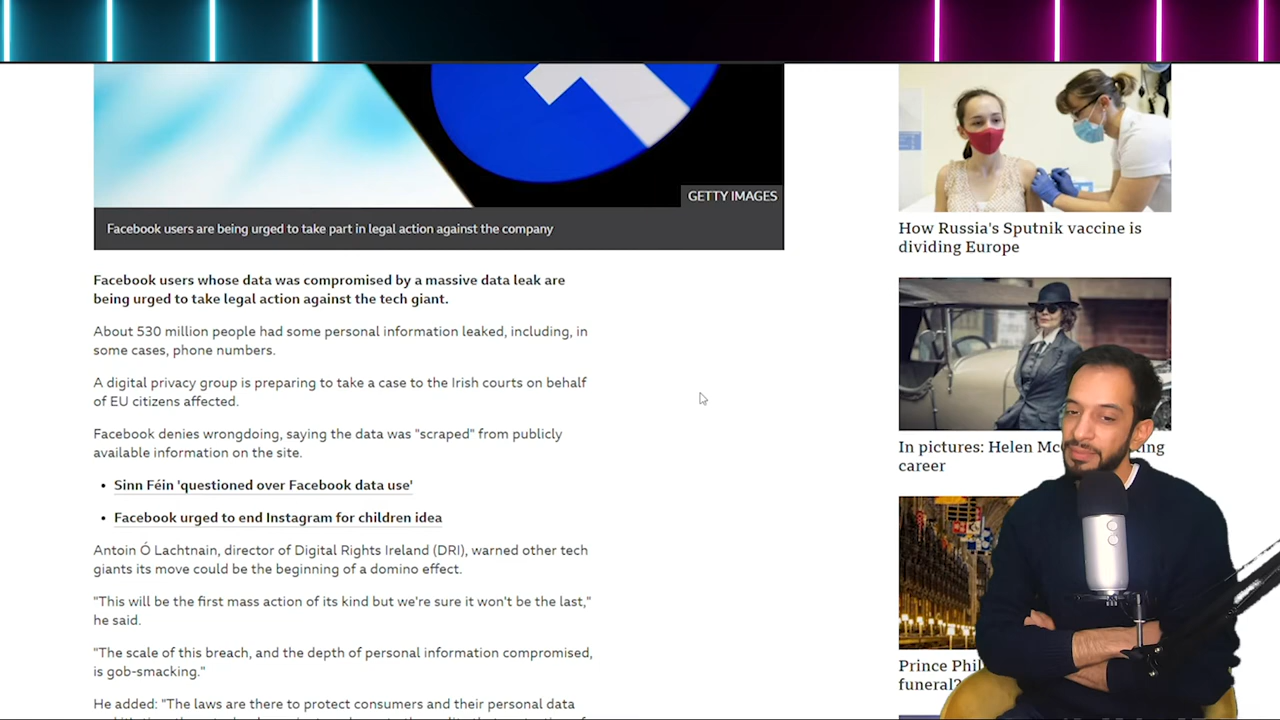 GETTY IMAGES
Facebook users are being urged to take part in legal action against the company
Facebook users whose data was compromised by a massive data leak are
being urged to take legal action against the tech giant.
About 530 million people had some personal information leaked, including, in
some cases, phone numbers.
A digital privacy group is preparing to take a case to the Irish courts on behalf
of EU citizens affected.
Facebook denies wrongdoing, saying the data was "scraped" from publicly
available information on the site.
• Sinn Féin 'questioned over Facebook data use'
• Facebook urged to end Instagram for children idea
Antoin Ó Lachtnain, director of Digital Rights Ireland (DRI), warned other tech
giants its move could be the beginning of a domino effect.
"This will be the first mass action of its kind but we're sure it won't be the last,"
he said.
"The scale of this breach, and the depth of personal information compromised,
is gob-smacking."
He added: "The laws are there to protect consumers and their personal data
How Russia's Sputnik vaccine is
dividing Europe
In pictures: Helen
career
Prince
funeral?